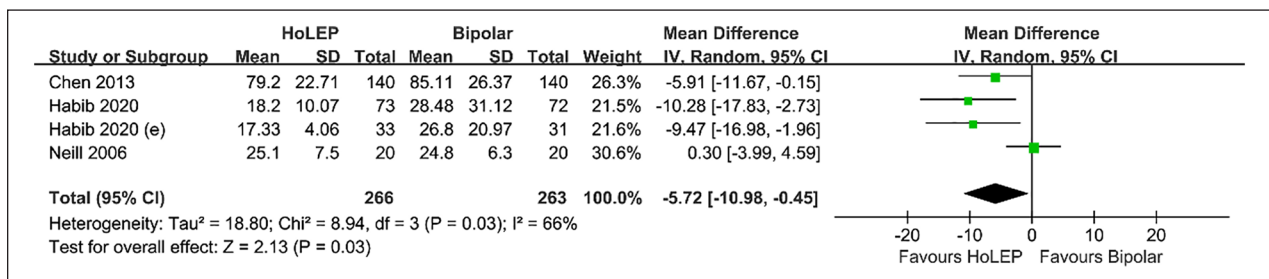 HoLEP Bipolar Mean Difference Mean Difference
Study or Subgroup Mean SD Total Mean SD Total Weight IV, Random, 95% CI IV, Random, 95% CI
Chen 2013 79.2 22.71 140 85.11 26.37 140 26.3% -5.91 [-11.67, -0.15]
Habib 2020 18.2 10.07 73 28.48 31.12 72 21.5% -10.28 [-17.83, -2.73]
Habib 2020 (e) 17.33 4.06 33 26.8 20.97 31 21.6% -9.47 [-16.98, -1.96]
Neill 2006 25.1 7.5 20 24.8 6.3 20 30.6% 0.30 [-3.99, 4.59]
Total (95% CI) 266 263 100.0% -5.72 [-10.98, -0.45]
Heterogeneity: Tau² = 18.80; Chi² = 8.94, df = 3 (P = 0.03); I² = 66%
Test for overall effect: Z = 2.13 (P = 0.03)
-20 -10 0 10 20
Favours HoLEP Favours Bipolar